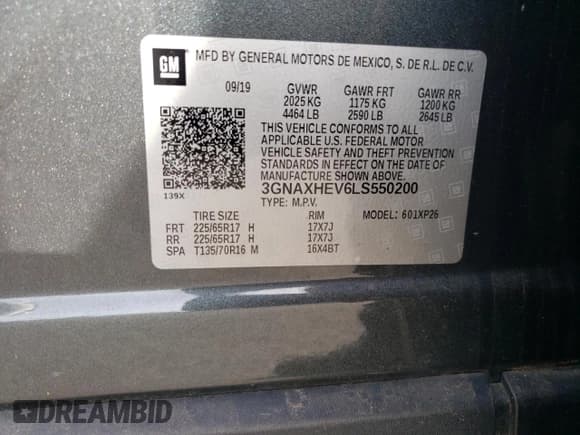 GM
MFD BY GENERAL MOTORS DE MEXICO, S. DE R.L. DE C.V.
09/19 GVWR GAWR FRT GAWR RR
2025 KG 1175 KG 1200 KG
4464 LB 2590 LB 2645 LB
THIS VEHICLE CONFORMS TO ALL
APPLICABLE U.S. FEDERAL MOTOR
VEHICLE SAFETY AND THEFT PREVENTION
STANDARDS IN EFFECT ON THE DATE OF
MANUFACTURE SHOWN ABOVE.
139X 3GNAXHEV6LS550200
TYPE: M.P.V. MODEL: 601XP26
TIRE SIZE RIM
FRT 225/65R17 H 17X7J
RR 225/65R17 H 17X7J
SPA T135/70R16 M 16X4BT
DREAMBID